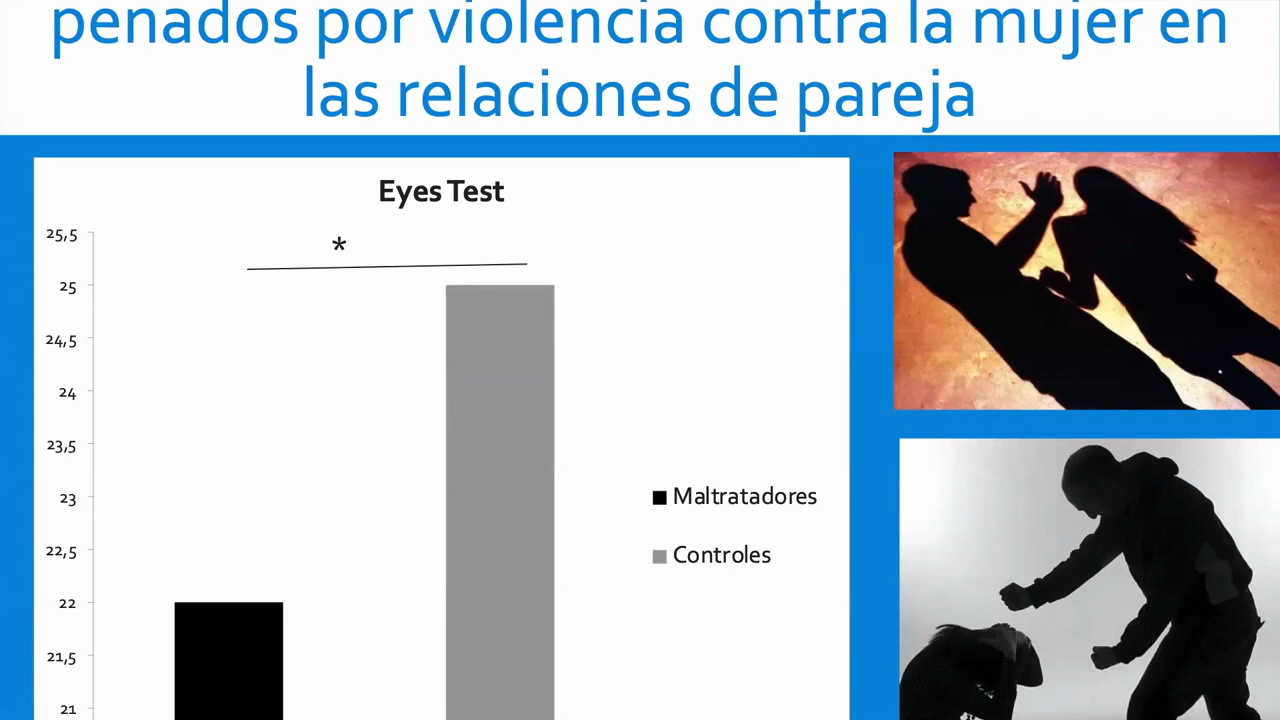 penados por violencia contra la mujer en
las relaciones de pareja
Eyes Test
*
25,5
25
24,5
24
23,5
23
22,5
22
21,5
21
Maltratadores
Controles